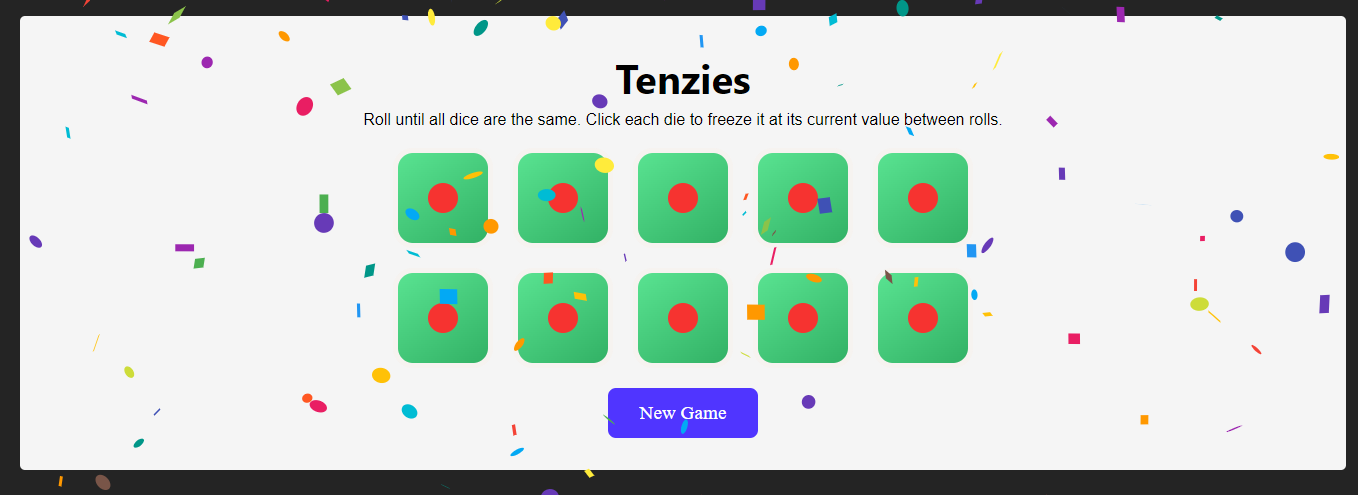 Tenzies
Roll until all dice are the same. Click each die to freeze it at its current value between rolls.
New Game